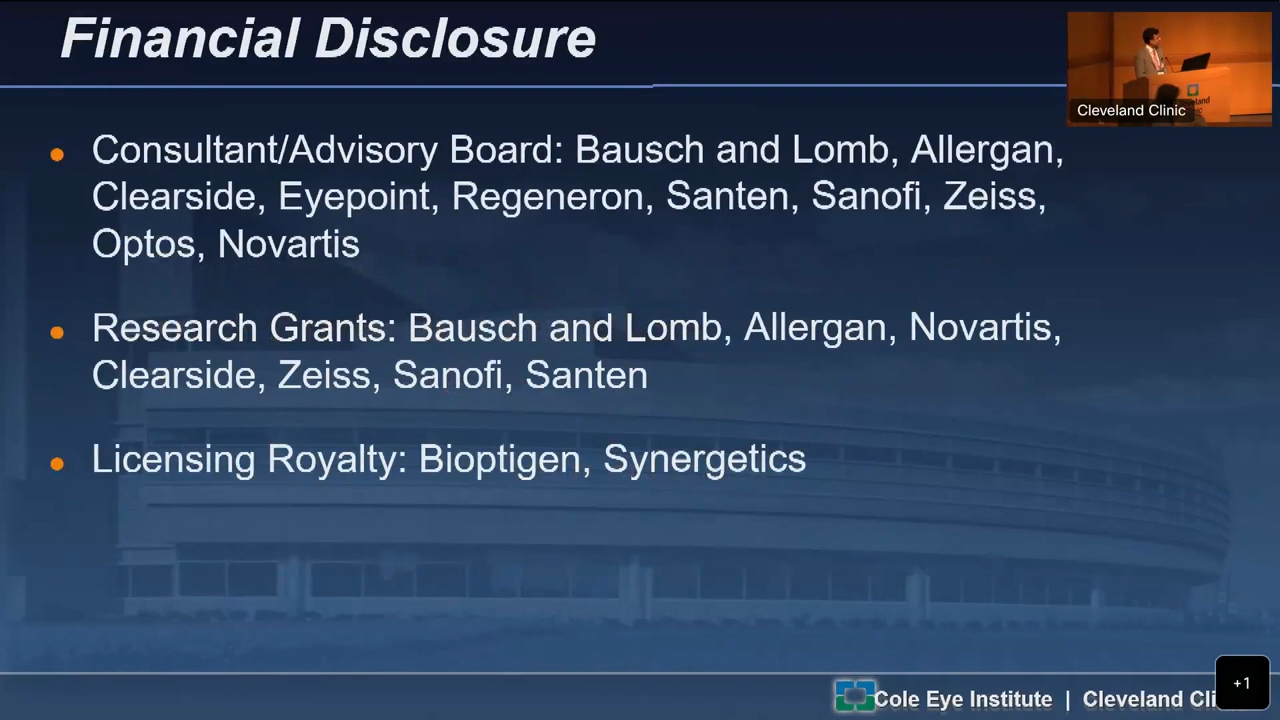 Financial Disclosure
Cleveland Clinic
Consultant/Advisory Board: Bausch and Lomb, Allergan,
Clearside, Eyepoint, Regeneron, Santen, Sanofi, Zeiss,
Optos, Novartis
Research Grants: Bausch and Lomb, Allergan, Novartis,
Clearside, Zeiss, Sanofi, Santen
Licensing Royalty: Bioptigen, Synergetics
Cole Eye Institute | Cleveland Cli
+1